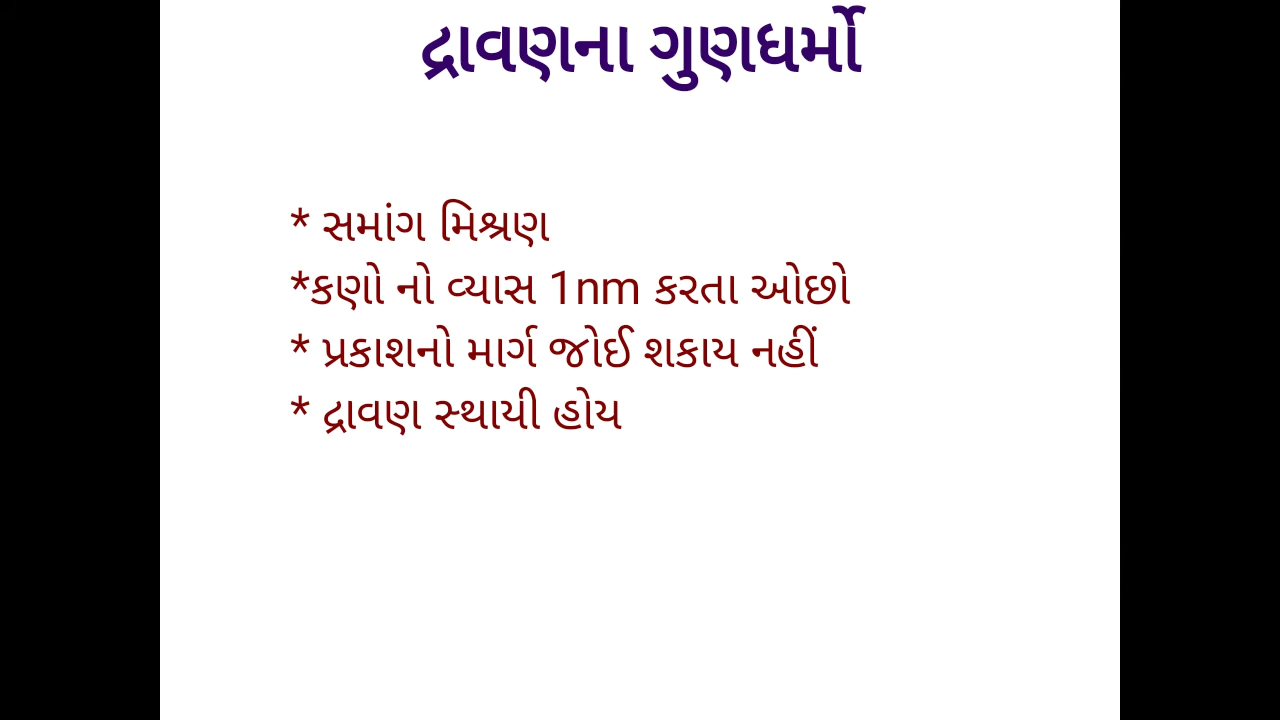 દ્રાવણના ગુણધર્મો
* સમાંગ મિશ્રણ
*કણો નો વ્યાસ 1nm કરતા ઓછો
* પ્રકાશનો માર્ગ જોઈ શકાય નહીં
* દ્રાવણ સ્થાયી હોય